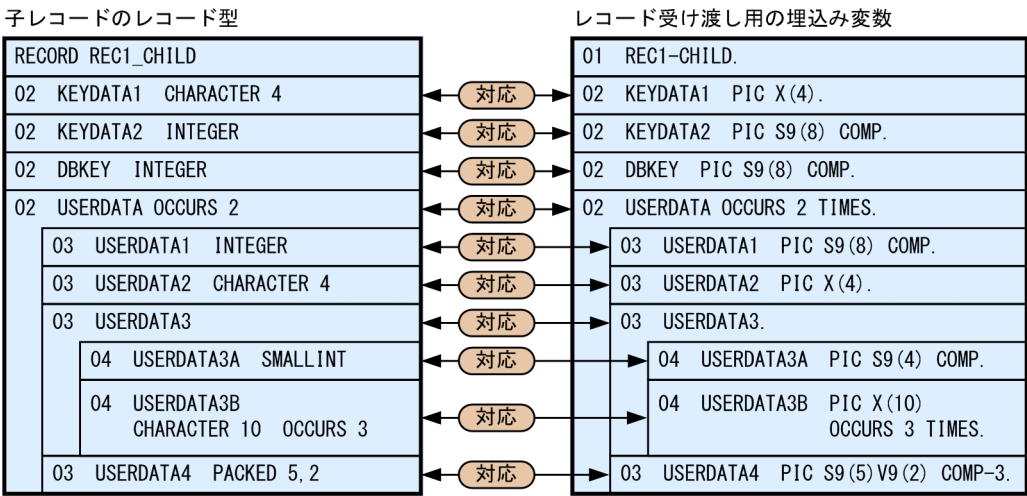 子レコードのレコード型 レコード受け渡し用の埋込み変数
RECORD REC1_CHILD 01 REC1-CHILD.
02 KEYDATA1 CHARACTER 4 対応 02 KEYDATA1 PIC X(4).
02 KEYDATA2 INTEGER 対応 02 KEYDATA2 PIC S9(8) COMP.
02 DBKEY INTEGER 対応 02 DBKEY PIC S9(8) COMP.
02 USERDATA OCCURS 2 対応 02 USERDATA OCCURS 2 TIMES.
03 USERDATA1 INTEGER 対応 03 USERDATA1 PIC S9(8) COMP.
03 USERDATA2 CHARACTER 4 対応 03 USERDATA2 PIC X(4).
03 USERDATA3 対応 03 USERDATA3.
04 USERDATA3A SMALLINT 対応 04 USERDATA3A PIC S9(4) COMP.
04 USERDATA3B 対応 04 USERDATA3B PIC X(10)
CHARACTER 10 OCCURS 3 OCCURS 3 TIMES.
03 USERDATA4 PACKED 5,2 対応 03 USERDATA4 PIC S9(5)V9(2) COMP-3.